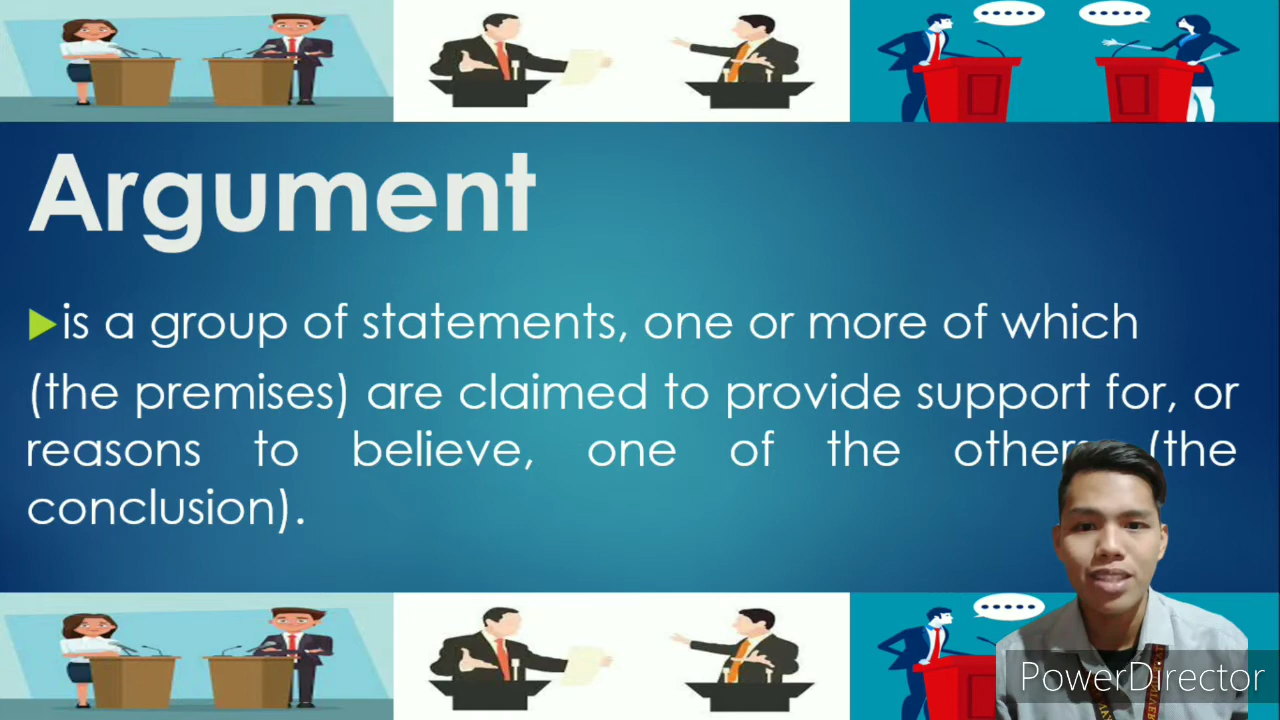 Argument
is a group of statements, one or more of which
(the premises) are claimed to provide support for, or
reasons to believe, one of the others (the
conclusion).
PowerDirector